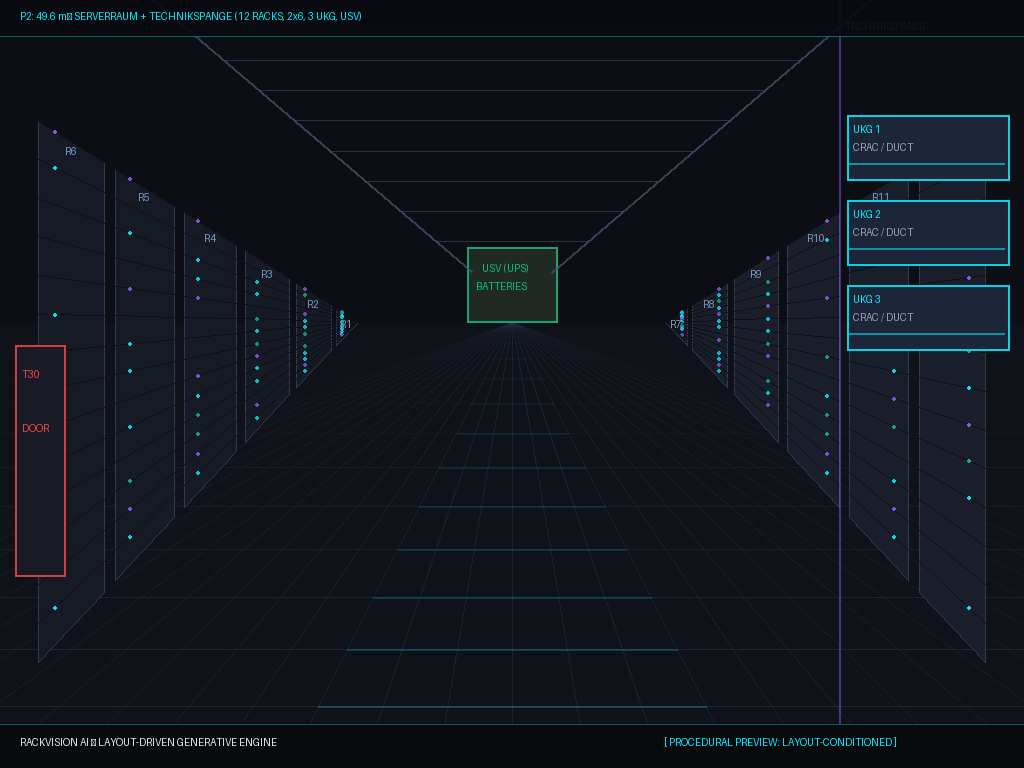 P2: 49.6 m▯ SERVERRAUM + TECHNIKSPANGE (12 RACKS, 2x6, 3 UKG, USV)
TECHNIKSPANGE
UKG 1
CRAC / DUCT
R6
R5
R11
UKG 2
CRAC / DUCT
R4
R10
R3
R9
USV (UPS)
BATTERIES
UKG 3
CRAC / DUCT
R2
R8
R1
R7
T30
DOOR
RACKVISION AI ▯ LAYOUT-DRIVEN GENERATIVE ENGINE
[ PROCEDURAL PREVIEW: LAYOUT-CONDITIONED ]